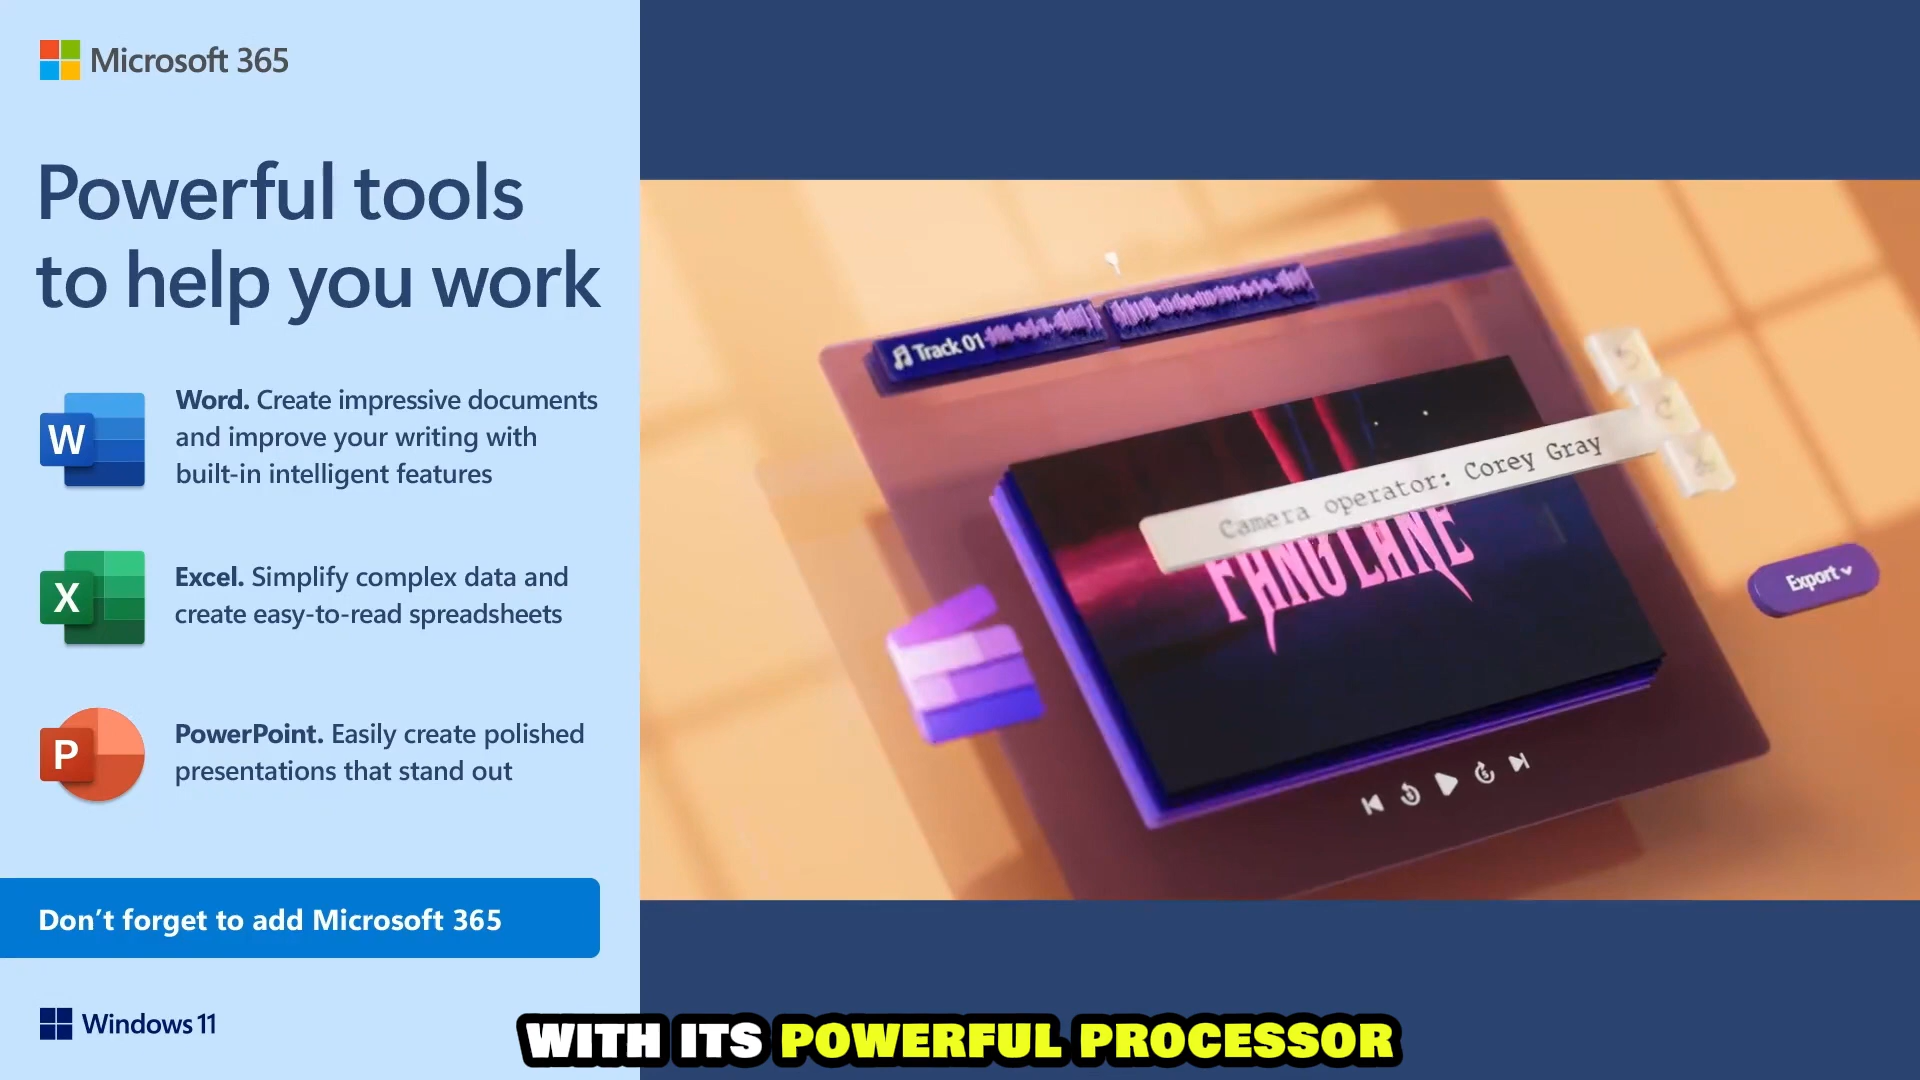 Microsoft 365
Powerful tools
to help you work
Word. Create impressive documents
and improve your writing with
built-in intelligent features
Excel. Simplify complex data and
create easy-to-read spreadsheets
PowerPoint. Easily create polished
presentations that stand out
Don't forget to add Microsoft 365
Windows 11
Track 01
Camera operator: Corey Gray
FANG LANE
Export
WITH ITS POWERFUL PROCESSOR